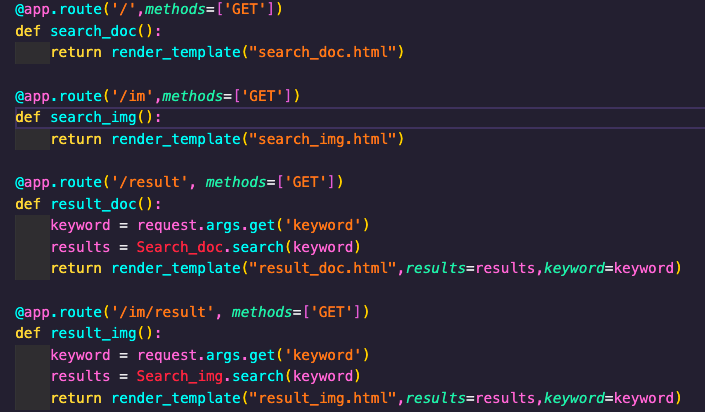 @app.route('/',methods=['GET'])
def search_doc():
    return render_template("search_doc.html")

@app.route('/im',methods=['GET'])
def search_img():
    return render_template("search_img.html")

@app.route('/result', methods=['GET'])
def result_doc():
    keyword = request.args.get('keyword')
    results = Search_doc.search(keyword)
    return render_template("result_doc.html",results=results,keyword=keyword)

@app.route('/im/result', methods=['GET'])
def result_img():
    keyword = request.args.get('keyword')
    results = Search_img.search(keyword)
    return render_template("result_img.html",results=results,keyword=keyword)